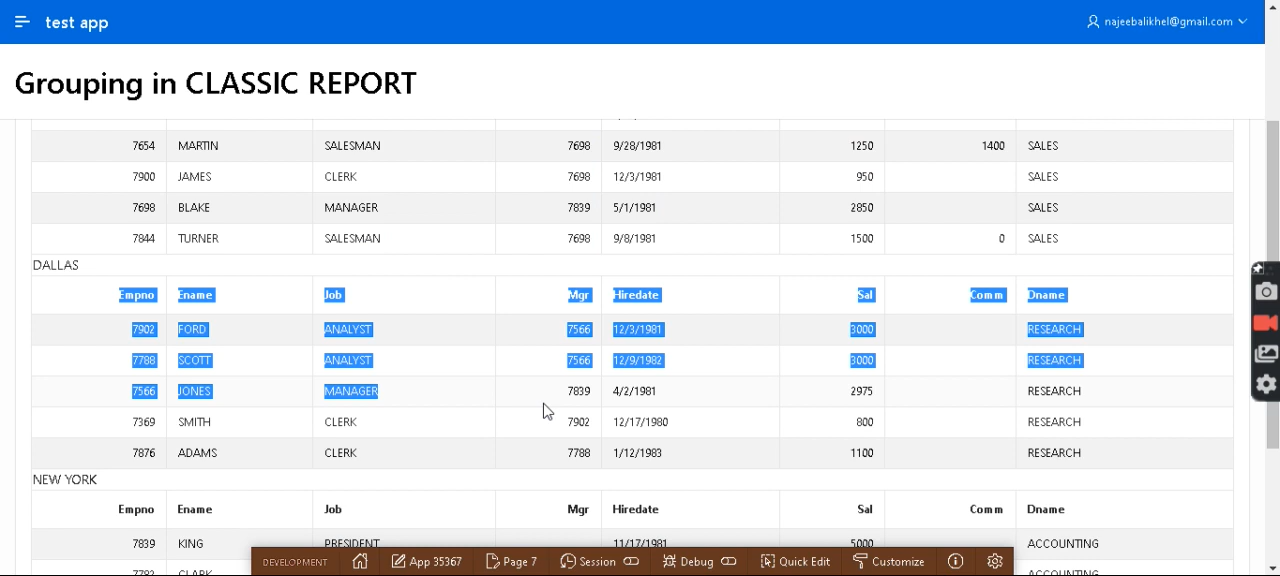 test app
najeebalikhel@gmail.com
Grouping in CLASSIC REPORT
7654 MARTIN SALESMAN 7698 9/28/1981 1250 1400 SALES
7900 JAMES CLERK 7698 12/3/1981 950 SALES
7698 BLAKE MANAGER 7839 5/1/1981 2850 SALES
7844 TURNER SALESMAN 7698 9/8/1981 1500 0 SALES
DALLAS
Empno Ename Job Mgr Hiredate Sal Comm Dname
7902 FORD ANALYST 7566 12/3/1981 3000 RESEARCH
7788 SCOTT ANALYST 7566 12/9/1982 3000 RESEARCH
7566 JONES MANAGER 7839 4/2/1981 2975 RESEARCH
7369 SMITH CLERK 7902 12/17/1980 800 RESEARCH
7876 ADAMS CLERK 7788 1/12/1983 1100 RESEARCH
NEW YORK
Empno Ename Job Mgr Hiredate Sal Comm Dname
7839 KING PRESIDENT 11/17/1981 5000 ACCOUNTING
DEVELOPMENT App 35367 Page 7 Session Debug Quick Edit Customize
7782 CLARK ACCOUNTING